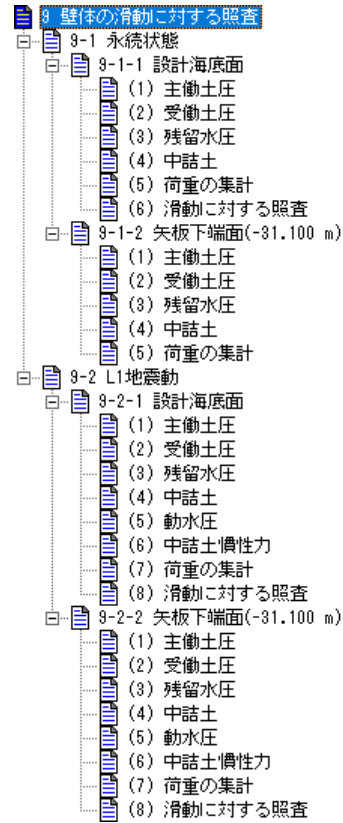 9 壁体の滑動に対する照査
9-1 永続状態
9-1-1 設計海底面
(1) 主働土圧
(2) 受働土圧
(3) 残留水圧
(4) 中詰土
(5) 荷重の集計
(6) 滑動に対する照査
9-1-2 矢板下端面(-31.100 m)
(1) 主働土圧
(2) 受働土圧
(3) 残留水圧
(4) 中詰土
(5) 荷重の集計
9-2 L1地震動
9-2-1 設計海底面
(1) 主働土圧
(2) 受働土圧
(3) 残留水圧
(4) 中詰土
(5) 動水圧
(6) 中詰土慣性力
(7) 荷重の集計
(8) 滑動に対する照査
9-2-2 矢板下端面(-31.100 m)
(1) 主働土圧
(2) 受働土圧
(3) 残留水圧
(4) 中詰土
(5) 動水圧
(6) 中詰土慣性力
(7) 荷重の集計
(8) 滑動に対する照査